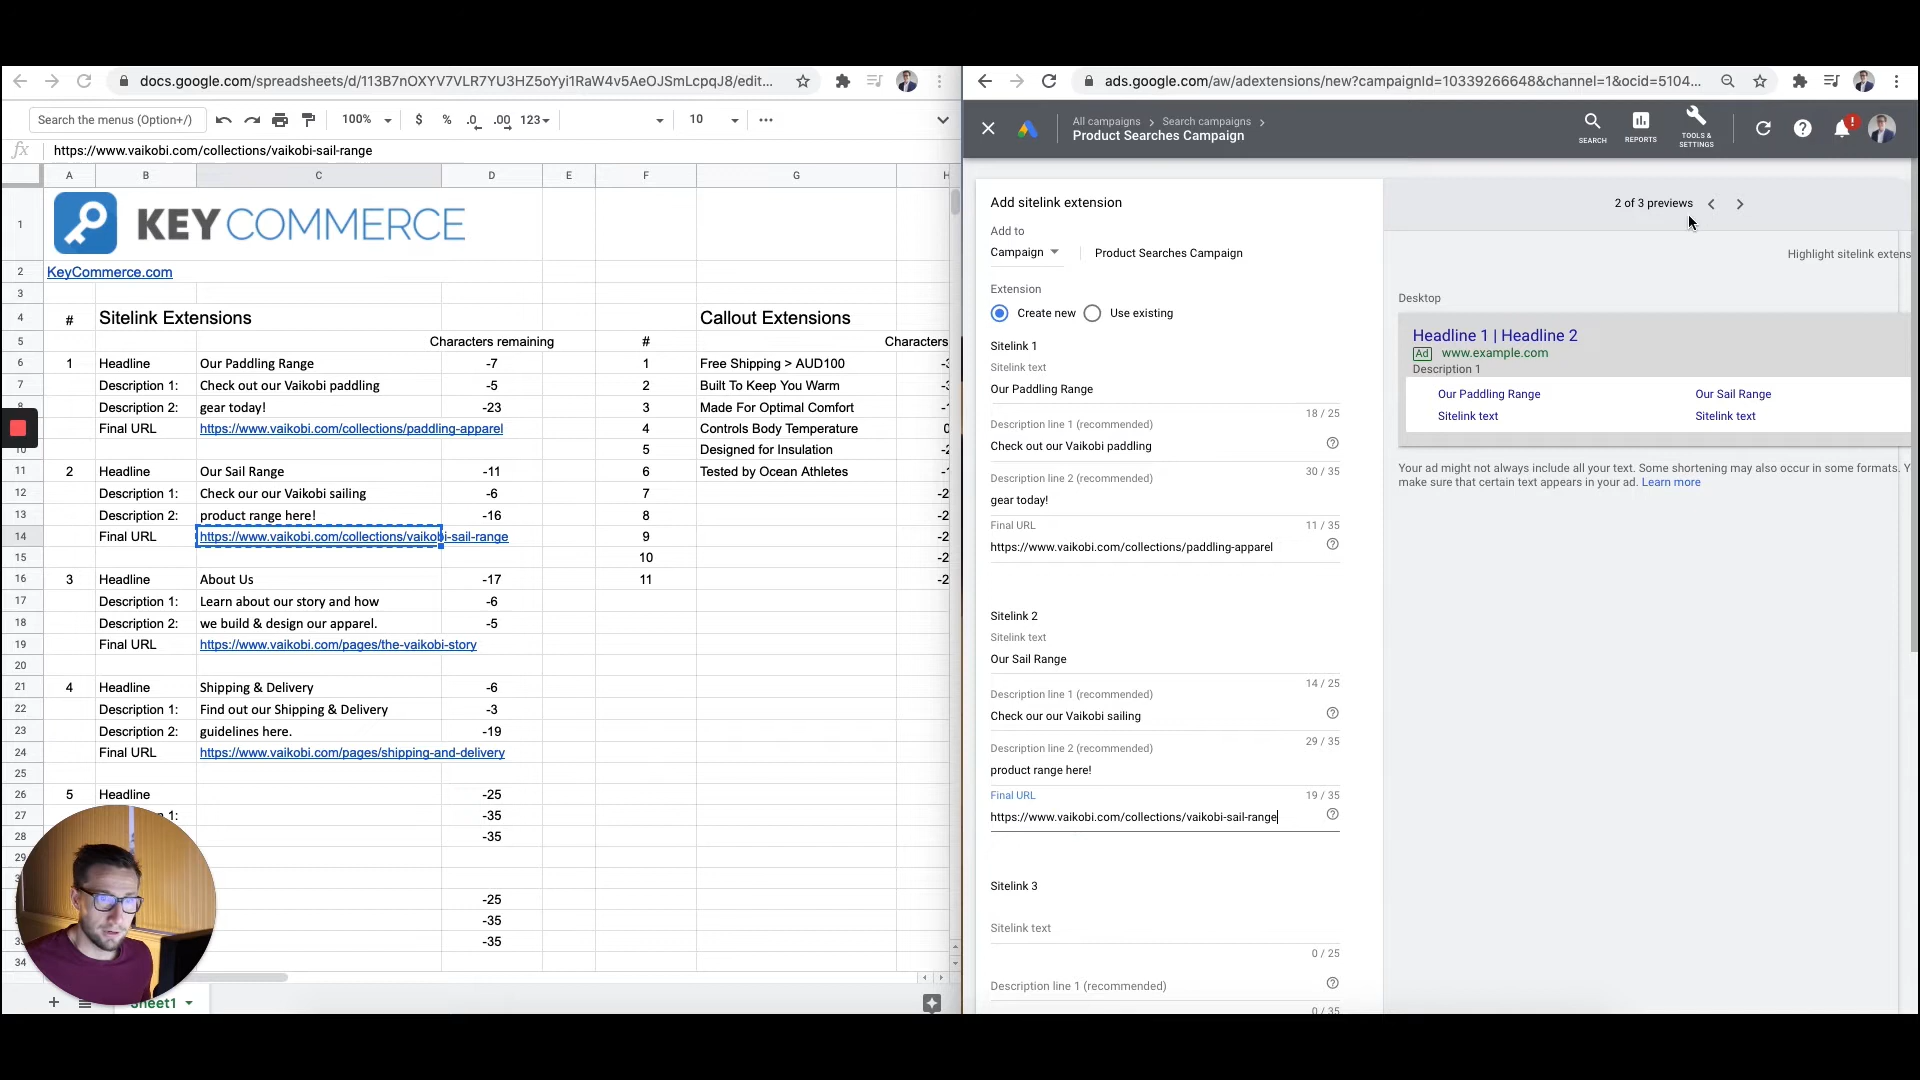 docs.google.com/spreadsheets/d/113B7nOXYV7VLR7YU3HZ5oYyi1RaW4v5AeOJSmLcpqJ8/edit...
Search the menus (Option+/)
100%
$
%
.0
.00
123
10
fx
https://www.vaikobi.com/collections/vaikobi-sail-range
A B C D E F G H
1 KEYCOMMERCE
2 KeyCommerce.com
3
4 # Sitelink Extensions Callout Extensions
5 Characters remaining # Characters
6 1 Headline Our Paddling Range -7 1 Free Shipping > AUD100
7 Description 1: Check out our Vaikobi paddling -5 2 Built To Keep You Warm
Description 2: gear today! -23 3 Made For Optimal Comfort
Final URL https://www.vaikobi.com/collections/paddling-apparel 4 Controls Body Temperature 0
10 5 Designed for Insulation
11 2 Headline Our Sail Range -11 6 Tested by Ocean Athletes
12 Description 1: Check our our Vaikobi sailing -6 7 -2
13 Description 2: product range here! -16 8 -2
14 Final URL https://www.vaikobi.com/collections/vaikobi-sail-range 9 -2
15 10 -2
16 3 Headline About Us -17 11 -2
17 Description 1: Learn about our story and how -6
18 Description 2: we build & design our apparel. -5
19 Final URL https://www.vaikobi.com/pages/the-vaikobi-story
20
21 4 Headline Shipping & Delivery -6
22 Description 1: Find out our Shipping & Delivery -3
23 Description 2: guidelines here. -19
24 Final URL https://www.vaikobi.com/pages/shipping-and-delivery
25
26 5 Headline -25
27 1: -35
28 -35
29
-25
-35
-35
34
Sheet1
ads.google.com/aw/adextensions/new?campaignId=10339266648&channel=1&ocid=5104...
All campaigns > Search campaigns >
Product Searches Campaign
SEARCH
REPORTS
TOOLS &
SETTINGS
!
Add sitelink extension
Add to
Campaign Product Searches Campaign
Extension
Create new Use existing
Sitelink 1
Sitelink text
Our Paddling Range
18 / 25
Description line 1 (recommended)
Check out our Vaikobi paddling
30 / 35
Description line 2 (recommended)
gear today!
11 / 35
Final URL
https://www.vaikobi.com/collections/paddling-apparel
Sitelink 2
Sitelink text
Our Sail Range
14 / 25
Description line 1 (recommended)
Check our our Vaikobi sailing
29 / 35
Description line 2 (recommended)
product range here!
19 / 35
Final URL
https://www.vaikobi.com/collections/vaikobi-sail-range
Sitelink 3
Sitelink text
0 / 25
Description line 1 (recommended)
0 / 35
2 of 3 previews
Highlight sitelink extens
Desktop
Headline 1 | Headline 2
Ad www.example.com
Description 1
Our Paddling Range Our Sail Range
Sitelink text Sitelink text
Your ad might not always include all your text. Some shortening may also occur in some formats. Y
make sure that certain text appears in your ad. Learn more